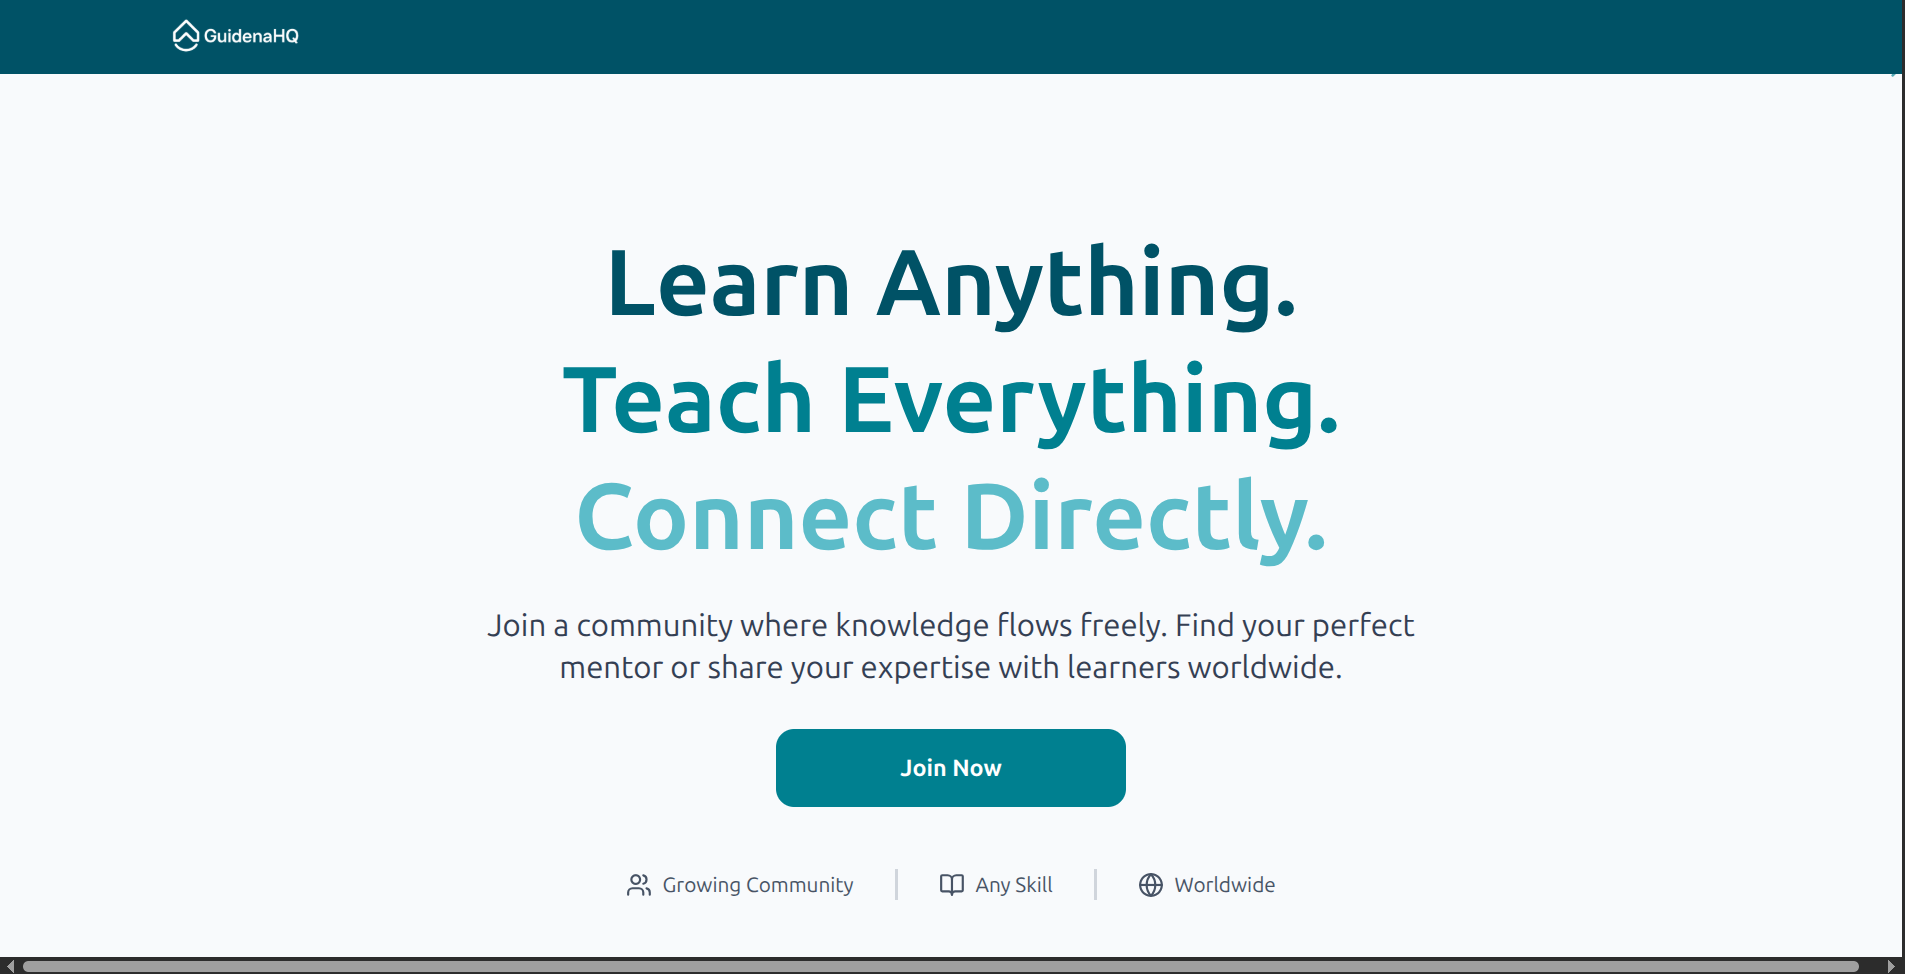 GuidenaHQ
Learn Anything.
Teach Everything.
Connect Directly.
Join a community where knowledge flows freely. Find your perfect
mentor or share your expertise with learners worldwide.
Join Now
Growing Community
Any Skill
Worldwide